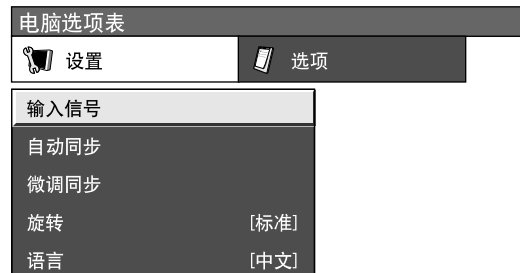 电脑选项表
设置 选项
输入信号
自动同步
微调同步
旋转 [标准]
语言 [中文]